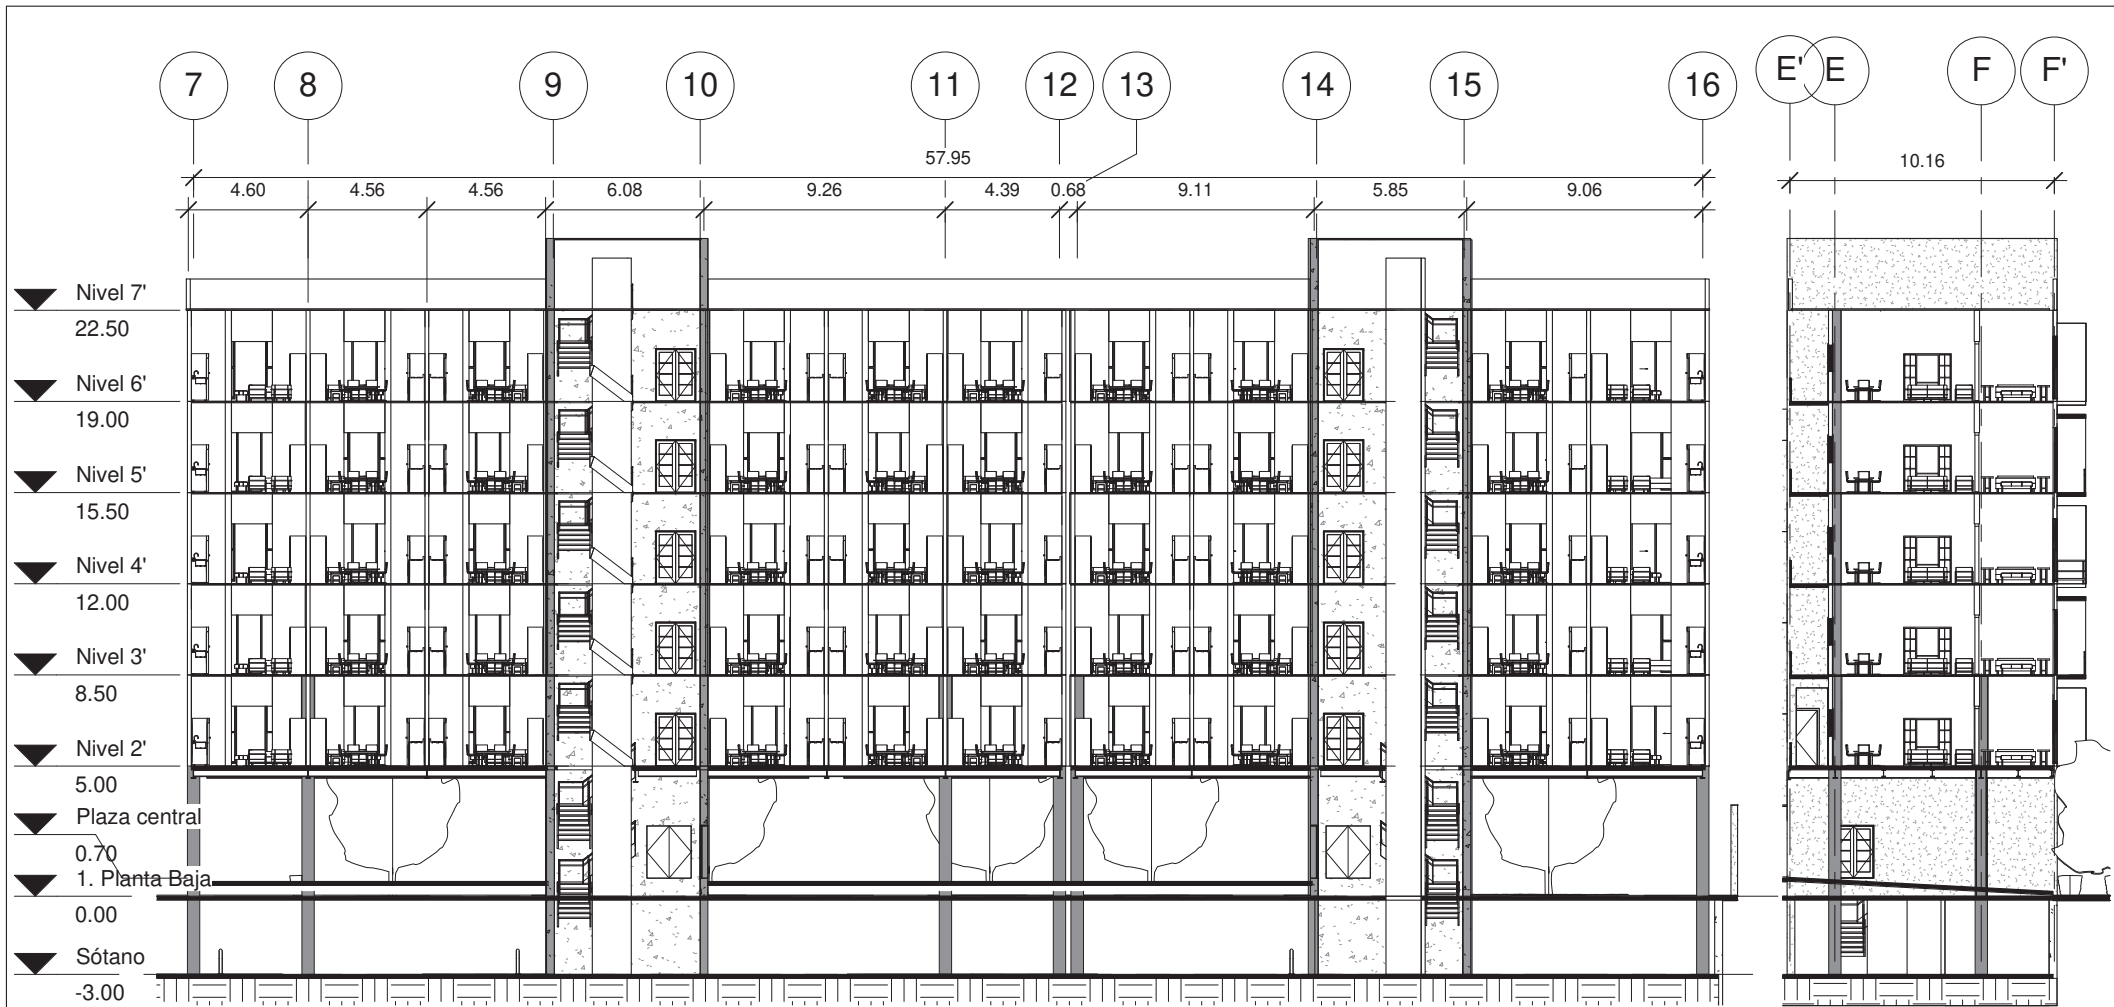 7 8 9 10 11 12 13 14 15 16 E' E F F'
57.95 10.16
4.60 4.56 4.56 6.08 9.26 4.39 0.68 9.11 5.85 9.06
Nivel 7'
22.50
Nivel 6'
19.00
Nivel 5'
15.50
Nivel 4'
12.00
Nivel 3'
8.50
Nivel 2'
5.00
Plaza central
0.70
1. Planta Baja
0.00
Sótano
-3.00